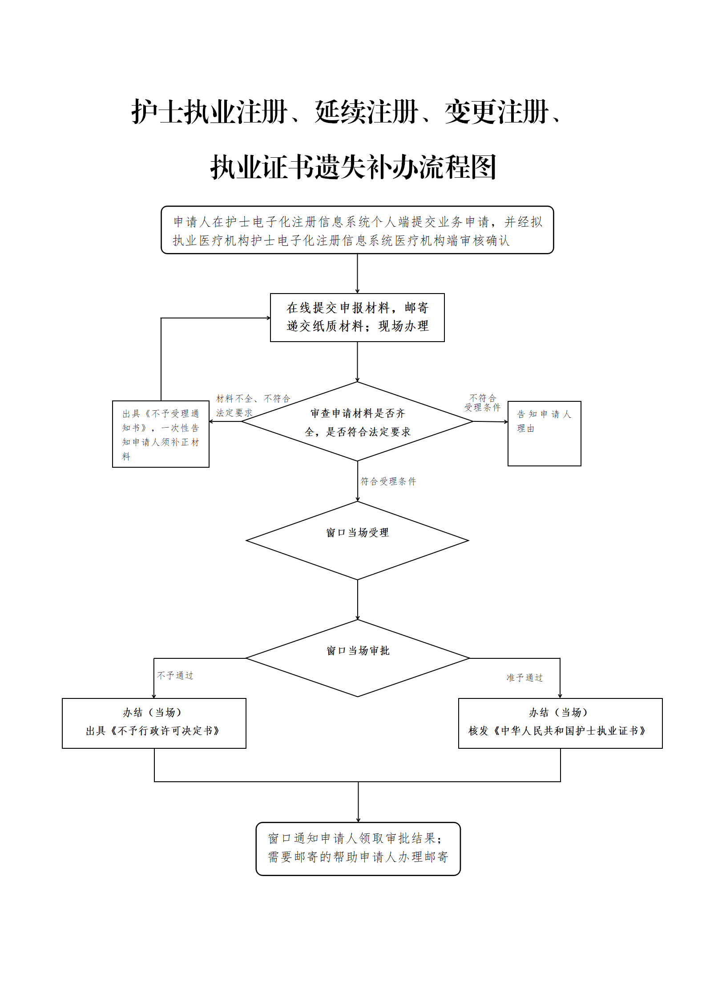 护士执业注册、延续注册、变更注册、
执业证书遗失补办流程图
申请人在护士电子化注册信息系统个人端提交业务申请，并经拟
执业医疗机构护士电子化注册信息系统医疗机构端审核确认
在线提交申报材料，邮寄
递交纸质材料；现场办理
材料不全、不符合
法定要求
不符合
受理条件
出具《不予受理通
知书》，一次性告
知申请人须补正材
料
审查申请材料是否齐
全，是否符合法定要求
告知申请人
理由
符合受理条件
窗口当场受理
窗口当场审批
不予通过
准予通过
办结（当场）
出具《不予行政许可决定书》
办结（当场）
核发《中华人民共和国护士执业证书》
窗口通知申请人领取审批结果；
需要邮寄的帮助申请人办理邮寄